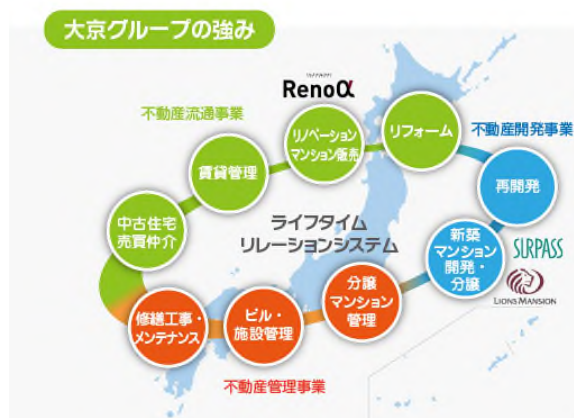 大京グループの強み
RenoΑ
不動産流通事業
リノベーション
マンション販売
リフォーム
不動産開発事業
賃貸管理
再開発
中古住宅
売買仲介
ライフタイム
リレーションシステム
新築
マンション
開発・
分譲
SURPASS
LIONS MANSION
修繕工事・
メンテナンス
ビル・
施設管理
分譲
マンション
管理
不動産管理事業